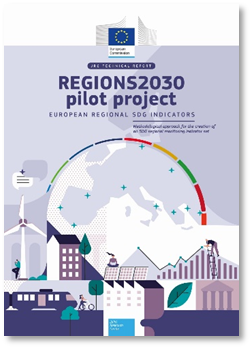 European
Commission
JRC TECHNICAL REPORT
REGIONS2030
pilot project
EUROPEAN REGIONAL SDG INDICATORS
Methodological approach for the creation of
an SDG regional monitoring indicator set